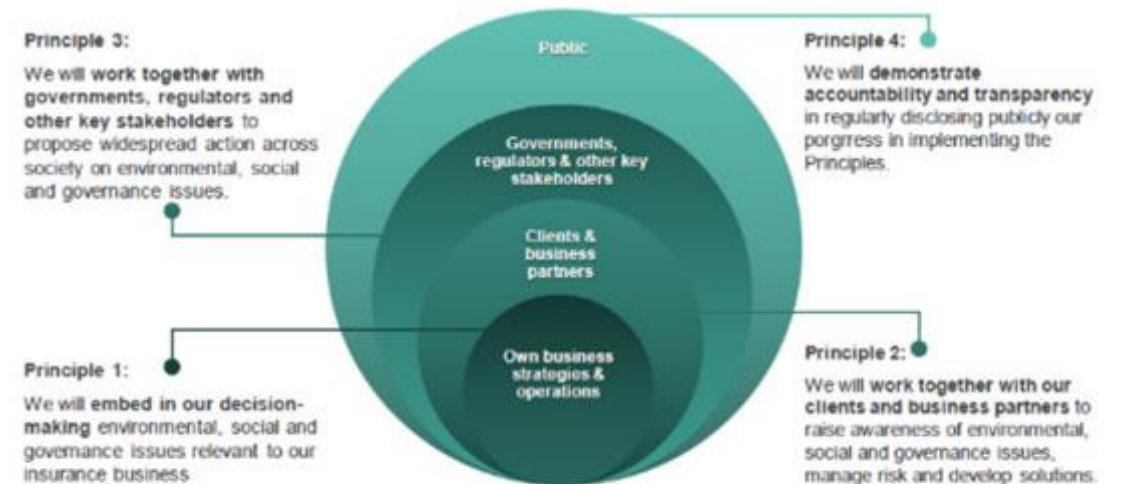 Principle 3:
We will work together with
governments, regulators and
other key stakeholders to
propose widespread action across
society on environmental, social
and governance issues.
Public
Governments,
regulators & other key
stakeholders
Clients &
business
partners
Own business
strategies &
operations
Principle 4:
We will demonstrate
accountability and transparency
in regularly disclosing publicly our
porgrress in implementing the
Principles.
Principle 1:
We will embed in our decision-
making environmental, social and
governance issues relevant to our
insurance business
Principle 2:
We will work together with our
clients and business partners to
raise awareness of environmental,
social and governance issues,
manage risk and develop solutions.